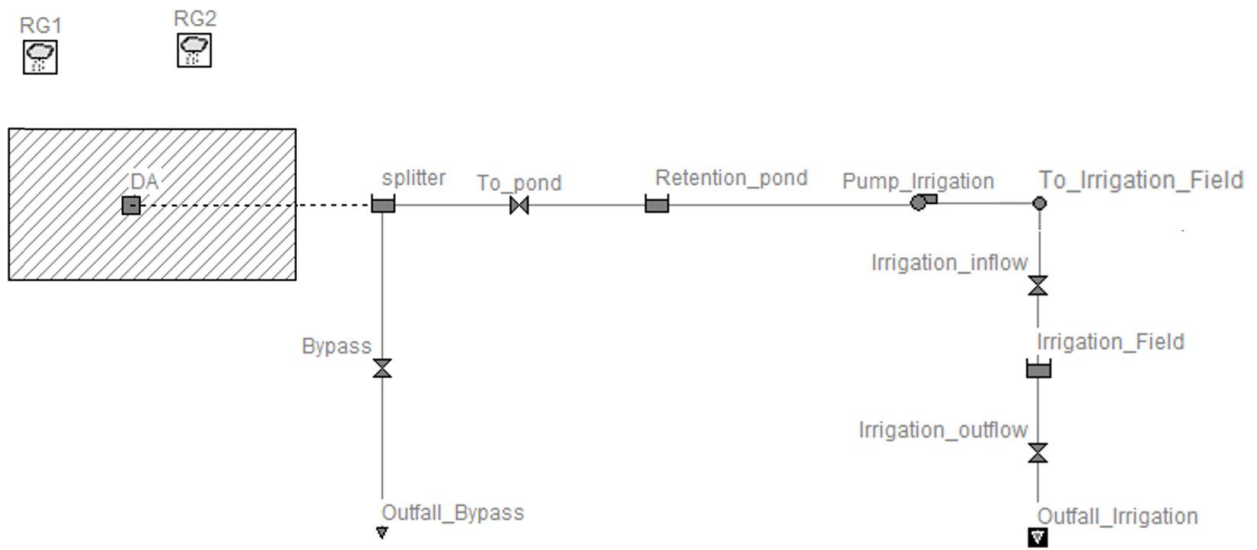 RG1
RG2
DA
splitter
To_pond
Retention_pond
Pump_Irrigation
To_Irrigation_Field
Irrigation_inflow
Bypass
Irrigation_Field
Irrigation_outflow
Outfall_Bypass
Outfall_Irrigation